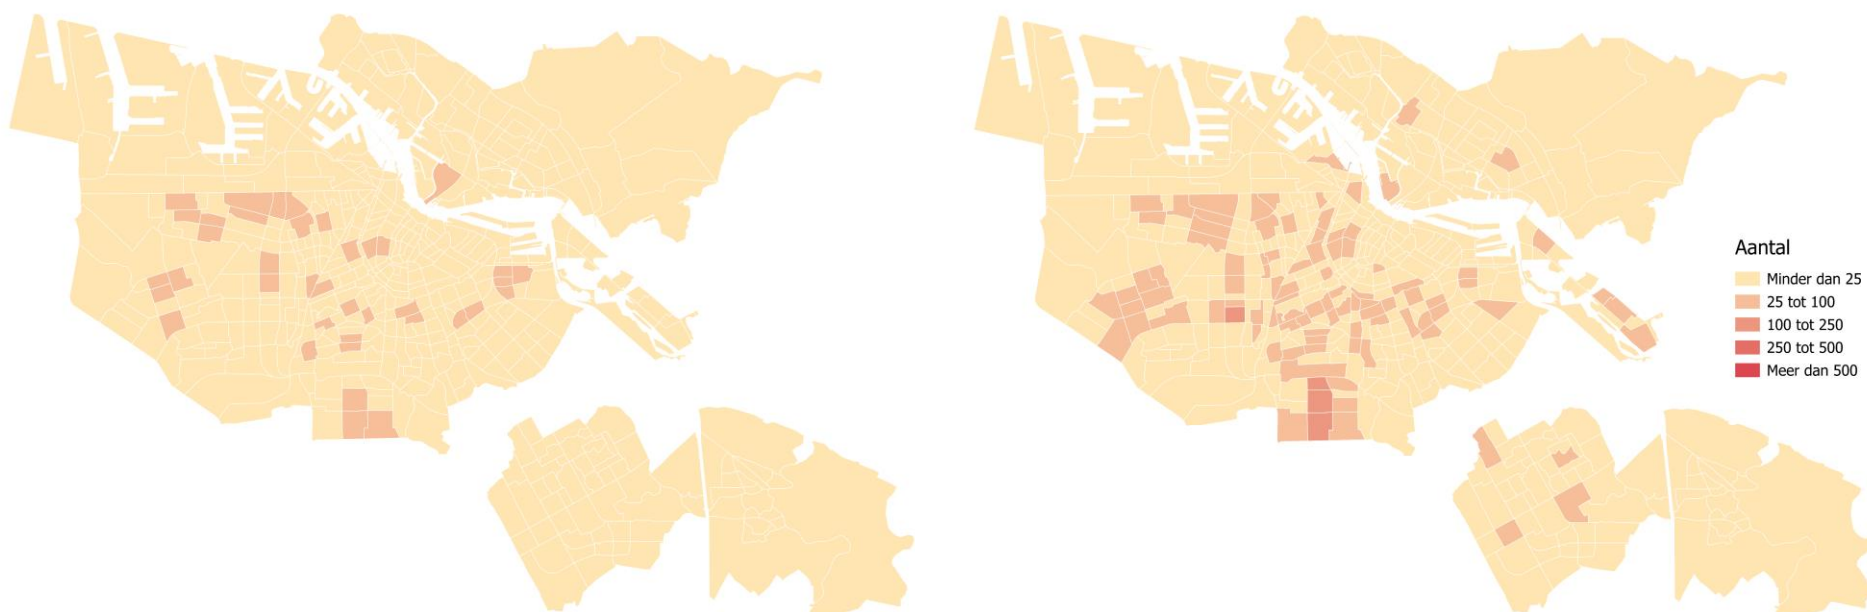 Aantal
Minder dan 25
25 tot 100
100 tot 250
250 tot 500
Meer dan 500